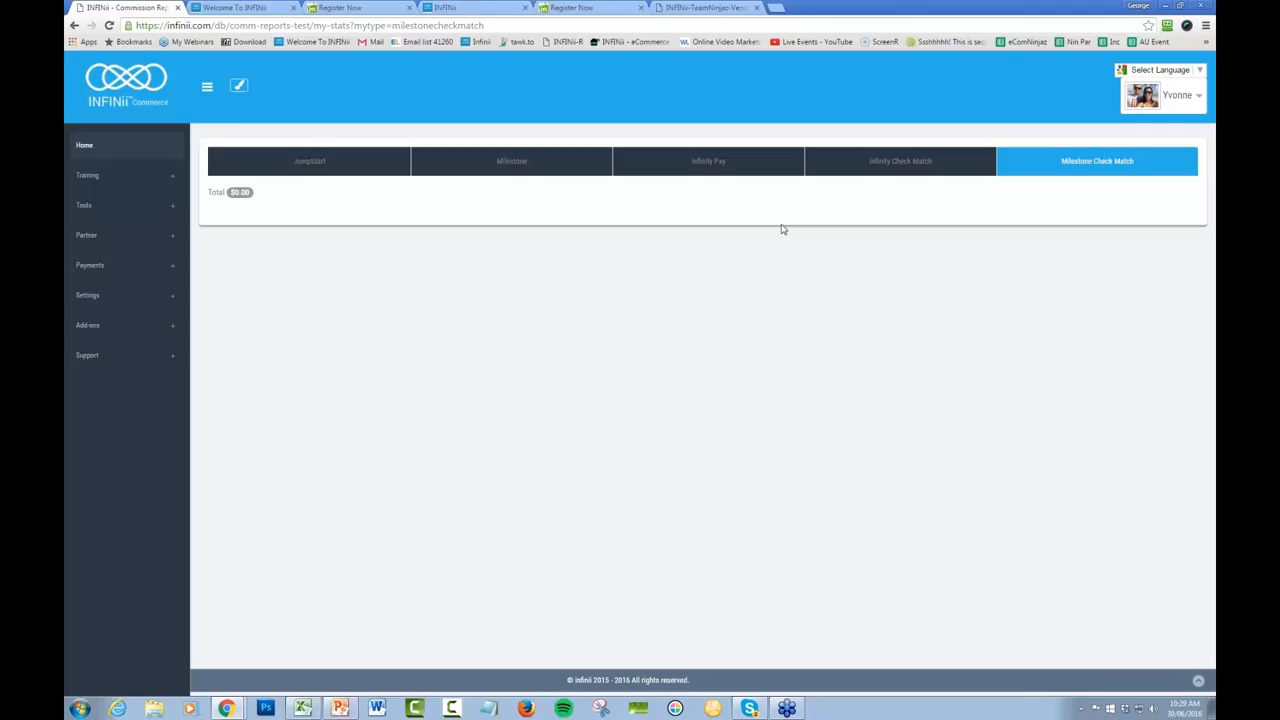 INFINii - Commission Rep
Welcome To INFINii
Register Now
INFINii
Register Now
INFINii-TeamNinjaz-Vens
George
https://infinii.com/db/comm-reports-test/my-stats?mytype=milestonecheckmatch
Apps
Bookmarks
My Webinars
Download
Welcome To INFINii
Mail
Email list 41260
Infinii
tawk.to
INFINii-R
INFINii - eCommerce
Online Video Market
Live Events - YouTube
ScreenR
Ssshhhhh! This is sec
eComNinjaz
Nin Par
Inc
AU Event
»
INFINii™Commerce
Select Language
Yvonne
Home
Training +
Tools +
Partner +
Payments +
Settings +
Add-ons +
Support +
JumpStart
Milestone
Infinity Pay
Infinity Check Match
Milestone Check Match
Total $0.00
© infinii 2015 - 2016 All rights reserved.
10:29 AM
30/06/2016